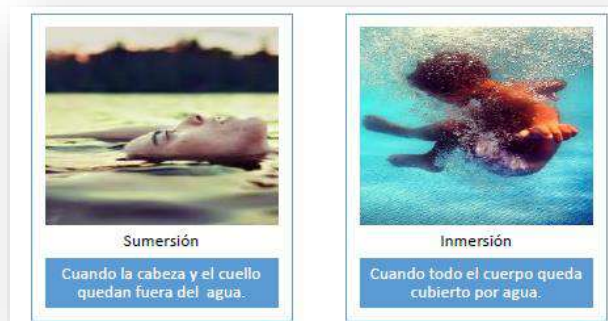 Sumersión
Cuando la cabeza y el cuello
quedan fuera del agua.
Inmersión
Cuando todo el cuerpo queda
cubierto por agua.